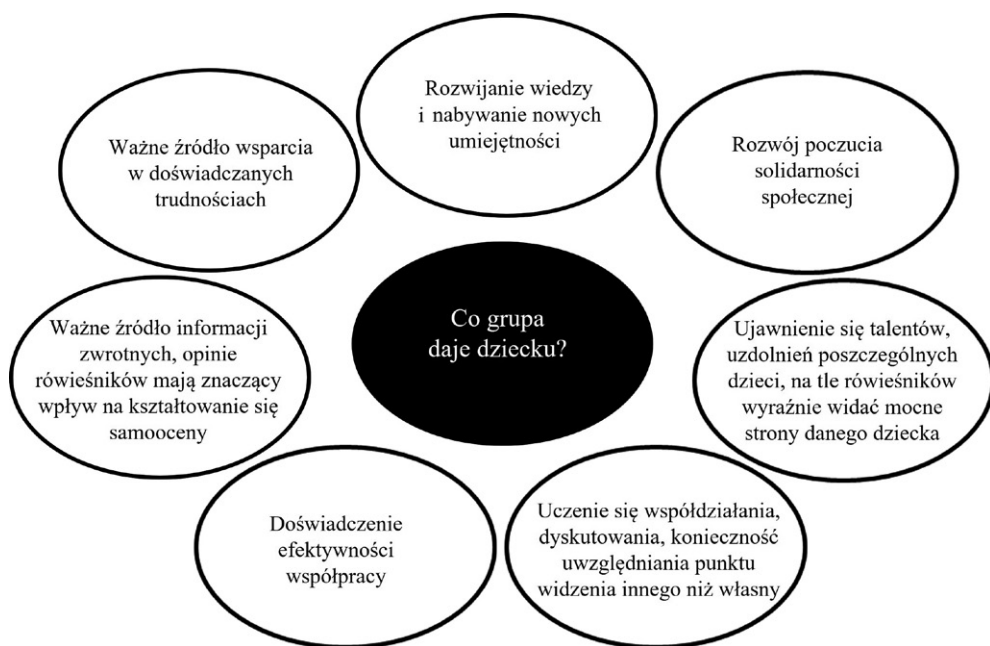 Rozwijanie wiedzy
i nabywanie nowych
umiejętności
Ważne źródło wsparcia
w doświadczanych
trudnościach
Rozwój poczucia
solidarności
społecznej
Co grupa
daje dziecku?
Ważne źródło informacji
zwrotnych, opinie
rówieśników mają znaczący
wpływ na kształtowanie się
samooceny
Ujawnienie się talentów,
uzdolnień poszczególnych
dzieci, na tle rówieśników
wyraźnie widać mocne
strony danego dziecka
Doświadczenie
efektywności
współpracy
Uczenie się współdziałania,
dyskutowania, konieczność
uwzględniania punktu
widzenia innego niż własny